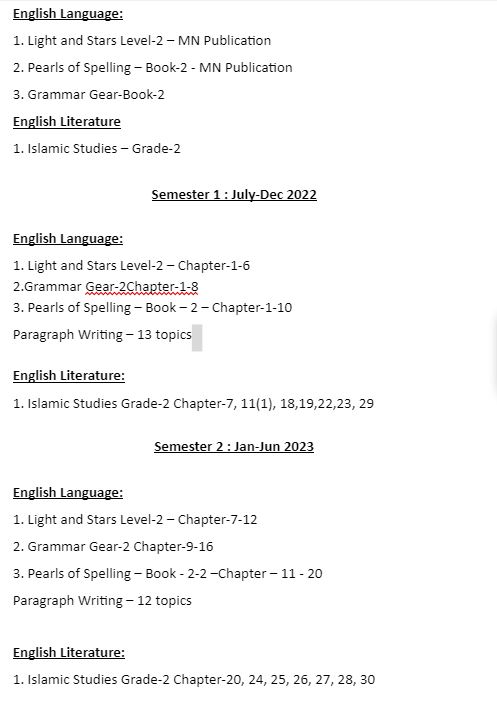 English Language:
1. Light and Stars Level-2 – MN Publication
2. Pearls of Spelling – Book-2 - MN Publication
3. Grammar Gear-Book-2
English Literature
1. Islamic Studies – Grade-2
Semester 1 : July-Dec 2022
English Language:
1. Light and Stars Level-2 – Chapter-1-6
2.Grammar Gear-2Chapter-1-8
3. Pearls of Spelling – Book – 2 – Chapter-1-10
Paragraph Writing – 13 topics
English Literature:
1. Islamic Studies Grade-2 Chapter-7, 11(1), 18,19,22,23, 29
Semester 2 : Jan-Jun 2023
English Language:
1. Light and Stars Level-2 – Chapter-7-12
2. Grammar Gear-2 Chapter-9-16
3. Pearls of Spelling – Book - 2-2 –Chapter – 11 - 20
Paragraph Writing – 12 topics
English Literature:
1. Islamic Studies Grade-2 Chapter-20, 24, 25, 26, 27, 28, 30